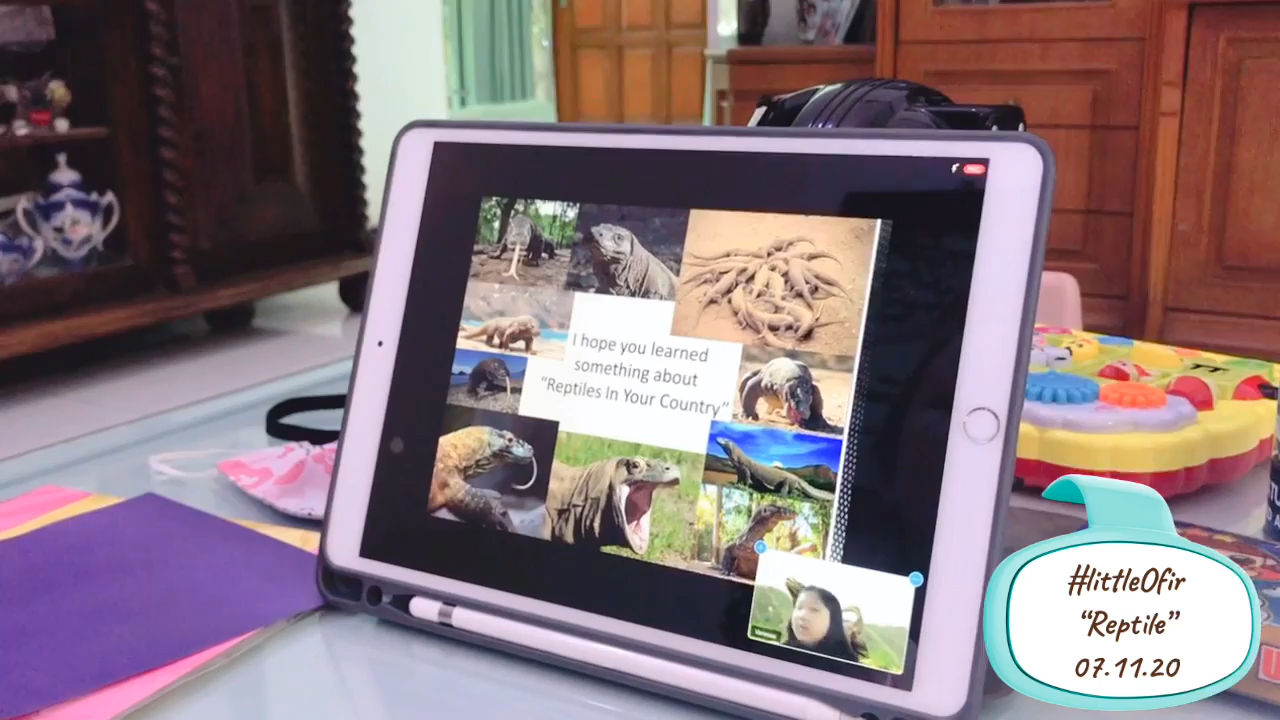 I hope you learned
something about
“Reptiles In Your Country”
#littleOfir
“Reptile”
07.11.20